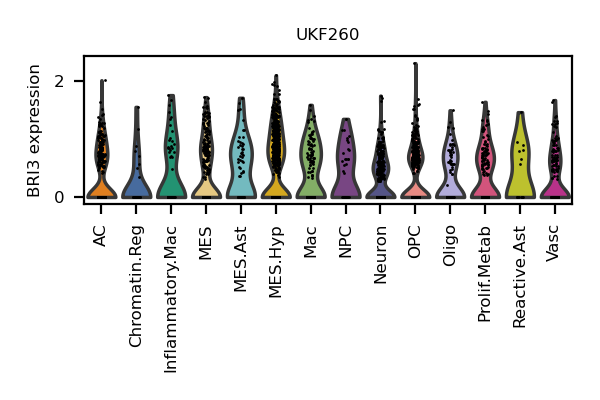 UKF260
BRI3 expression
2
0
AC
Chromatin.Reg
Inflammatory.Mac
MES
MES.Ast
MES.Hyp
Mac
NPC
Neuron
OPC
Oligo
Prolif.Metab
Reactive.Ast
Vasc